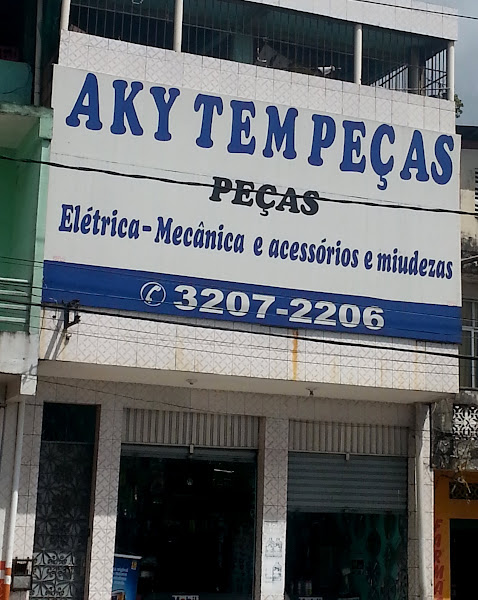 AKY TEM PEÇAS
PEÇAS
Elétrica - Mecânica e acessórios e miudezas
3207-2206